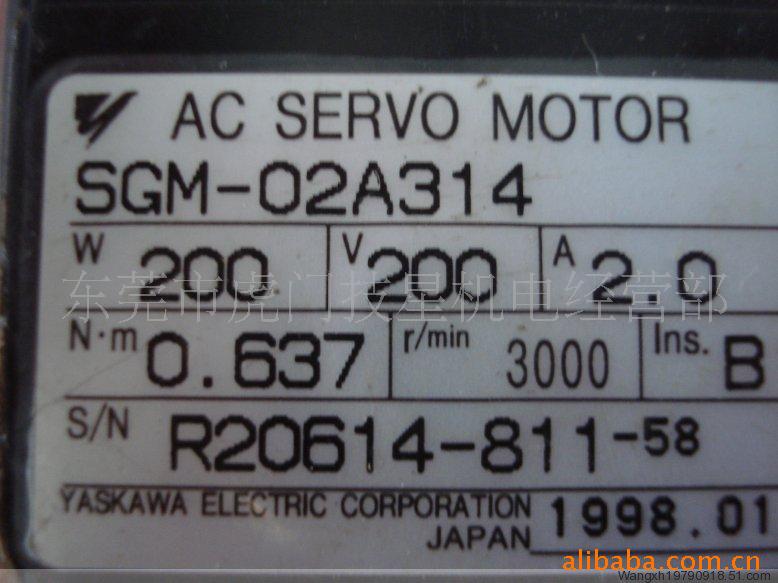 AC SERVO MOTOR
SGM-02A314
W 200 V 200 A 2.0
东莞市虎门技星机电经营部
N·m 0.637 r/min 3000 Ins. B
S/N R20614-811-58
YASKAWA ELECTRIC CORPORATION
JAPAN 1998.01
alibaba.com.cn
Wangxh19790918.51.com